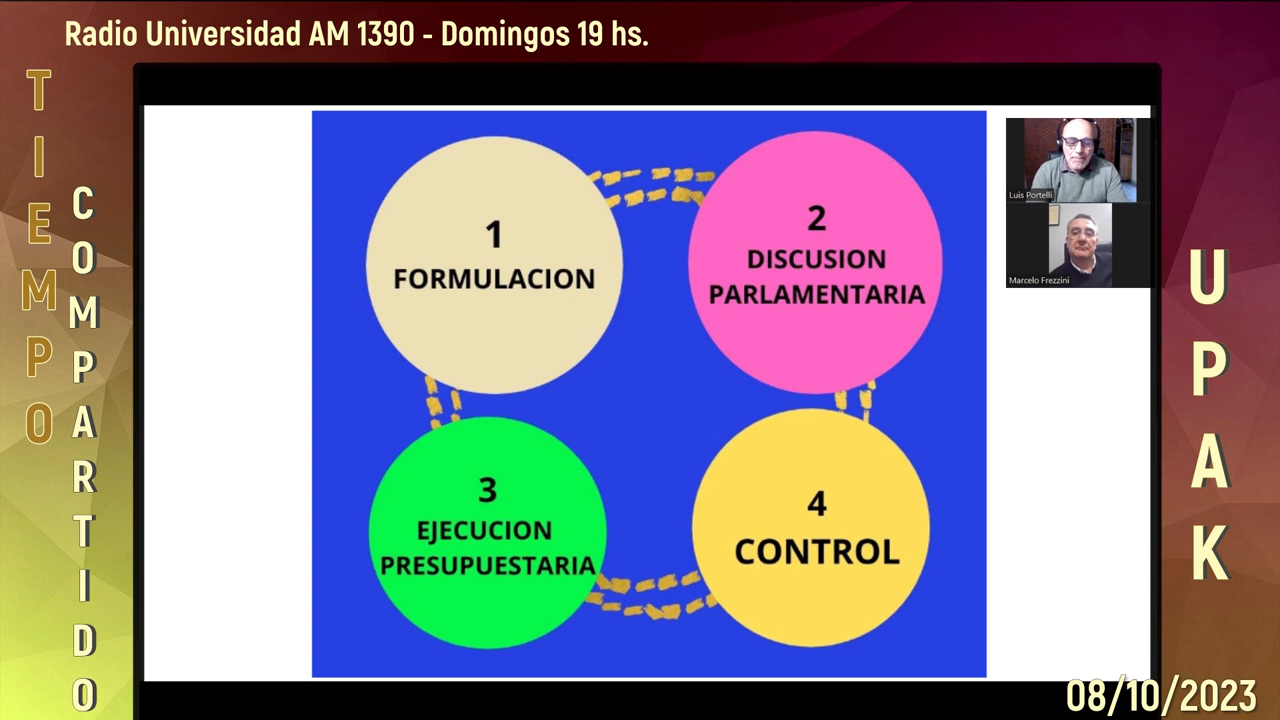 Radio Universidad AM 1390 - Domingos 19 hs.
TIEMPO
COMPARTIDO
1
FORMULACION
2
DISCUSION
PARLAMENTARIA
3
EJECUCION
PRESUPUESTARIA
4
CONTROL
Luis Portelli
Marcelo Frezzini
UPAK
08/10/2023